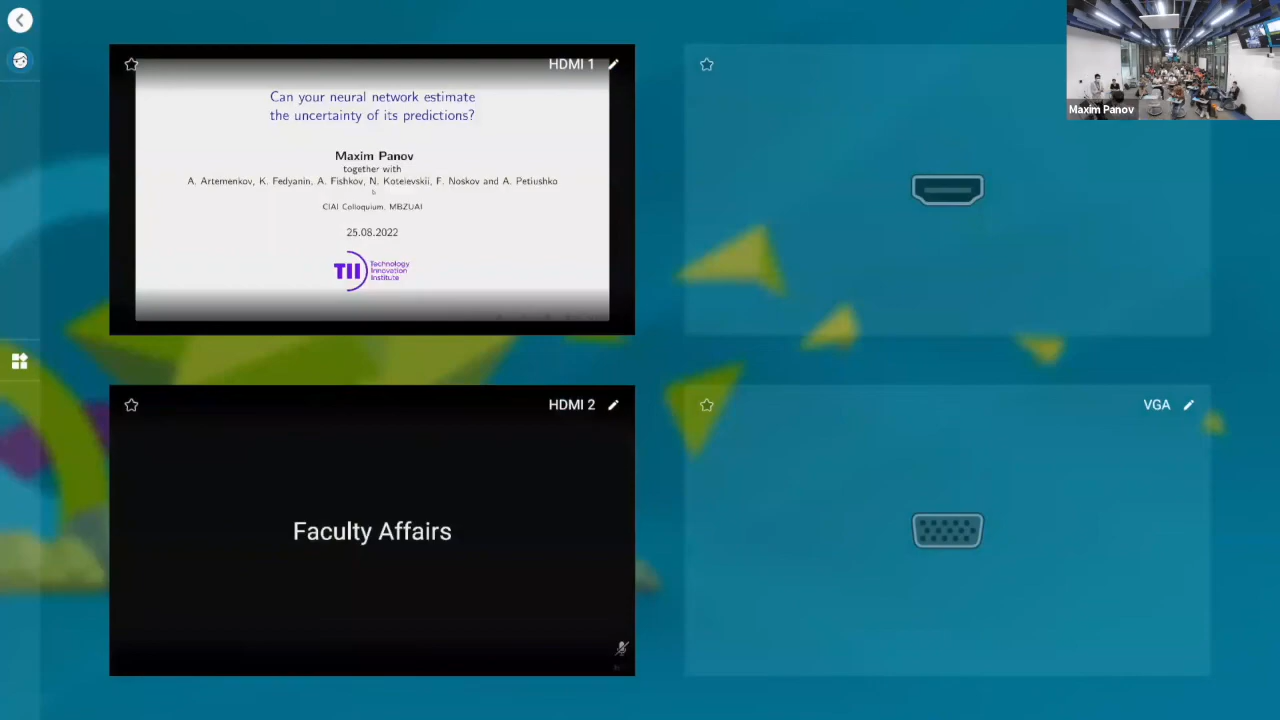 HDMI 1
Can your neural network estimate
the uncertainty of its predictions?
Maxim Panov
together with
A. Artemenkov, K. Fedyanin, A. Fishkov, N. Kotelevskii, F. Noskov and A. Petiushko
CIAI Colloquium, MBZUAI
25.08.2022
TII Technology
Innovation
Institute
Maxim Panov
HDMI 2
Faculty Affairs
VGA